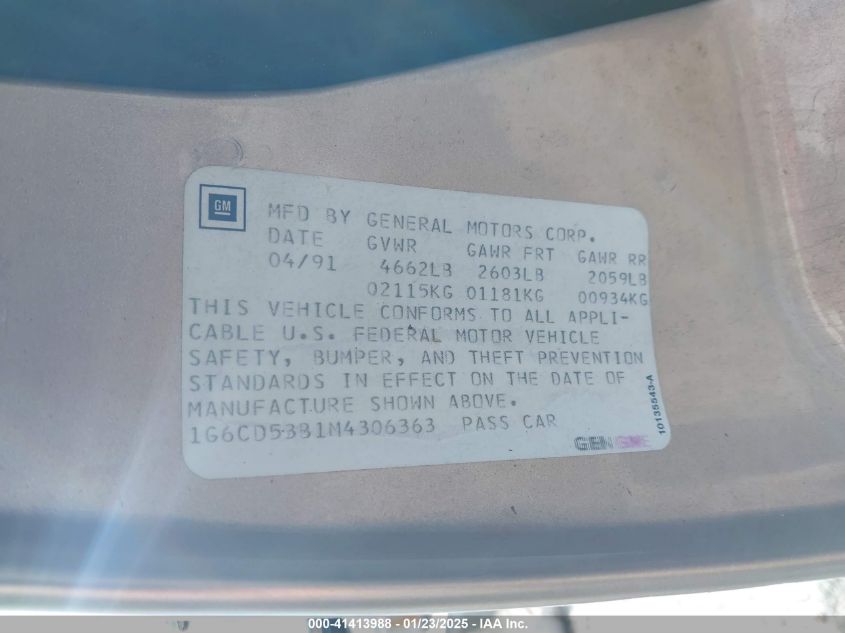 GM
MFD BY GENERAL MOTORS CORP.
DATE GVWR GAWR FRT GAWR RR
04/91 4662LB 2603LB 2059LB
02115KG 01181KG 00934KG
THIS VEHICLE CONFORMS TO ALL APPLI-
CABLE U.S. FEDERAL MOTOR VEHICLE
SAFETY, BUMPER, AND THEFT PREVENTION
STANDARDS IN EFFECT ON THE DATE OF
MANUFACTURE SHOWN ABOVE.
1G6CD53B1M4306363 PASS CAR
10135543-A
000-41413988 - 01/23/2025 - IAA Inc.